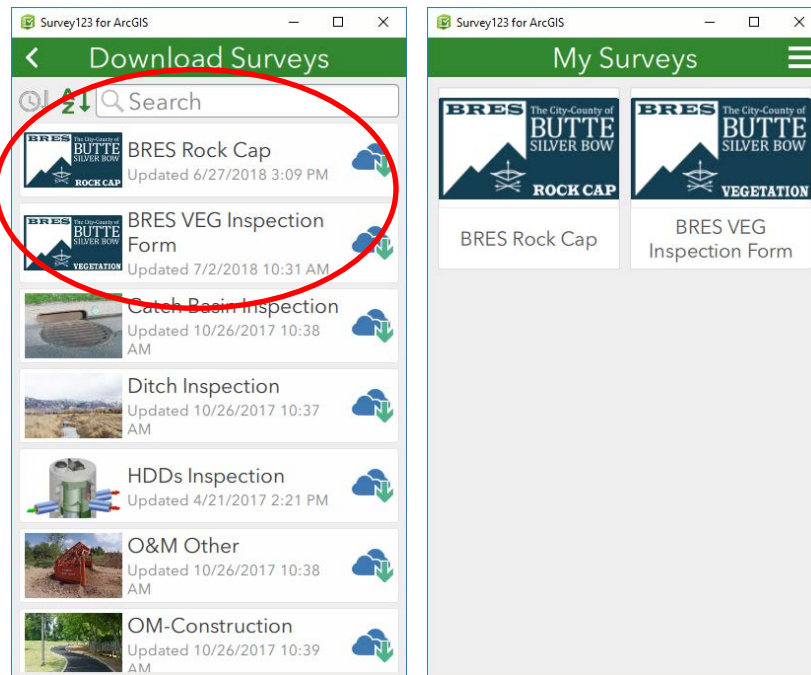 Survey123 for ArcGIS
Download Surveys
Search
BRES
The City-County of
BUTTE
SILVER BOW
ROCK CAP
BRES Rock Cap
Updated 6/27/2018 3:09 PM
BRES
The City-County of
BUTTE
SILVER BOW
VEGETATION
BRES VEG Inspection
Form
Updated 7/2/2018 10:31 AM
Catch Basin Inspection
Updated 10/26/2017 10:38
AM
Ditch Inspection
Updated 10/26/2017 10:37
AM
HDDs Inspection
Updated 4/21/2017 2:21 PM
O&M Other
Updated 10/26/2017 10:38
AM
OM-Construction
Updated 10/26/2017 10:39
AM
Survey123 for ArcGIS
My Surveys
BRES
The City-County of
BUTTE
SILVER BOW
ROCK CAP
BRES Rock Cap
BRES
The City-County of
BUTTE
SILVER BOW
VEGETATION
BRES VEG
Inspection Form